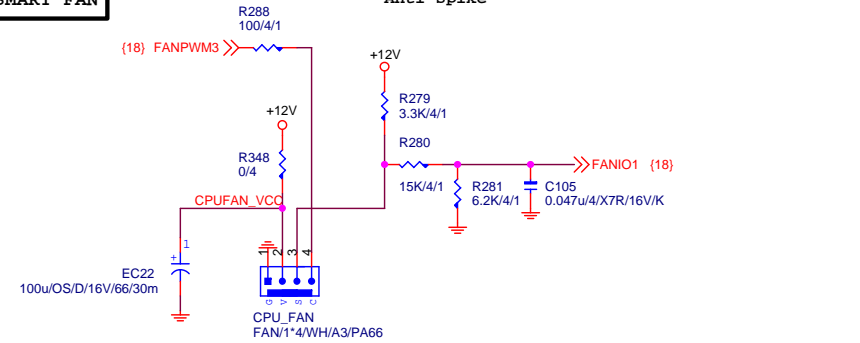 SMART FAN
Anti Spike
R288
100/4/1
{18} FANPWM3
+12V
R279
3.3K/4/1
+12V
R280
R348
0/4
FANIO1 {18}
15K/4/1
R281
6.2K/4/1
C105
0.047u/4/X7R/16V/K
CPUFAN_VCC
1
+
EC22
100u/OS/D/16V/66/30m
1 2 3 4
G V S C
CPU_FAN
FAN/1*4/WH/A3/PA66